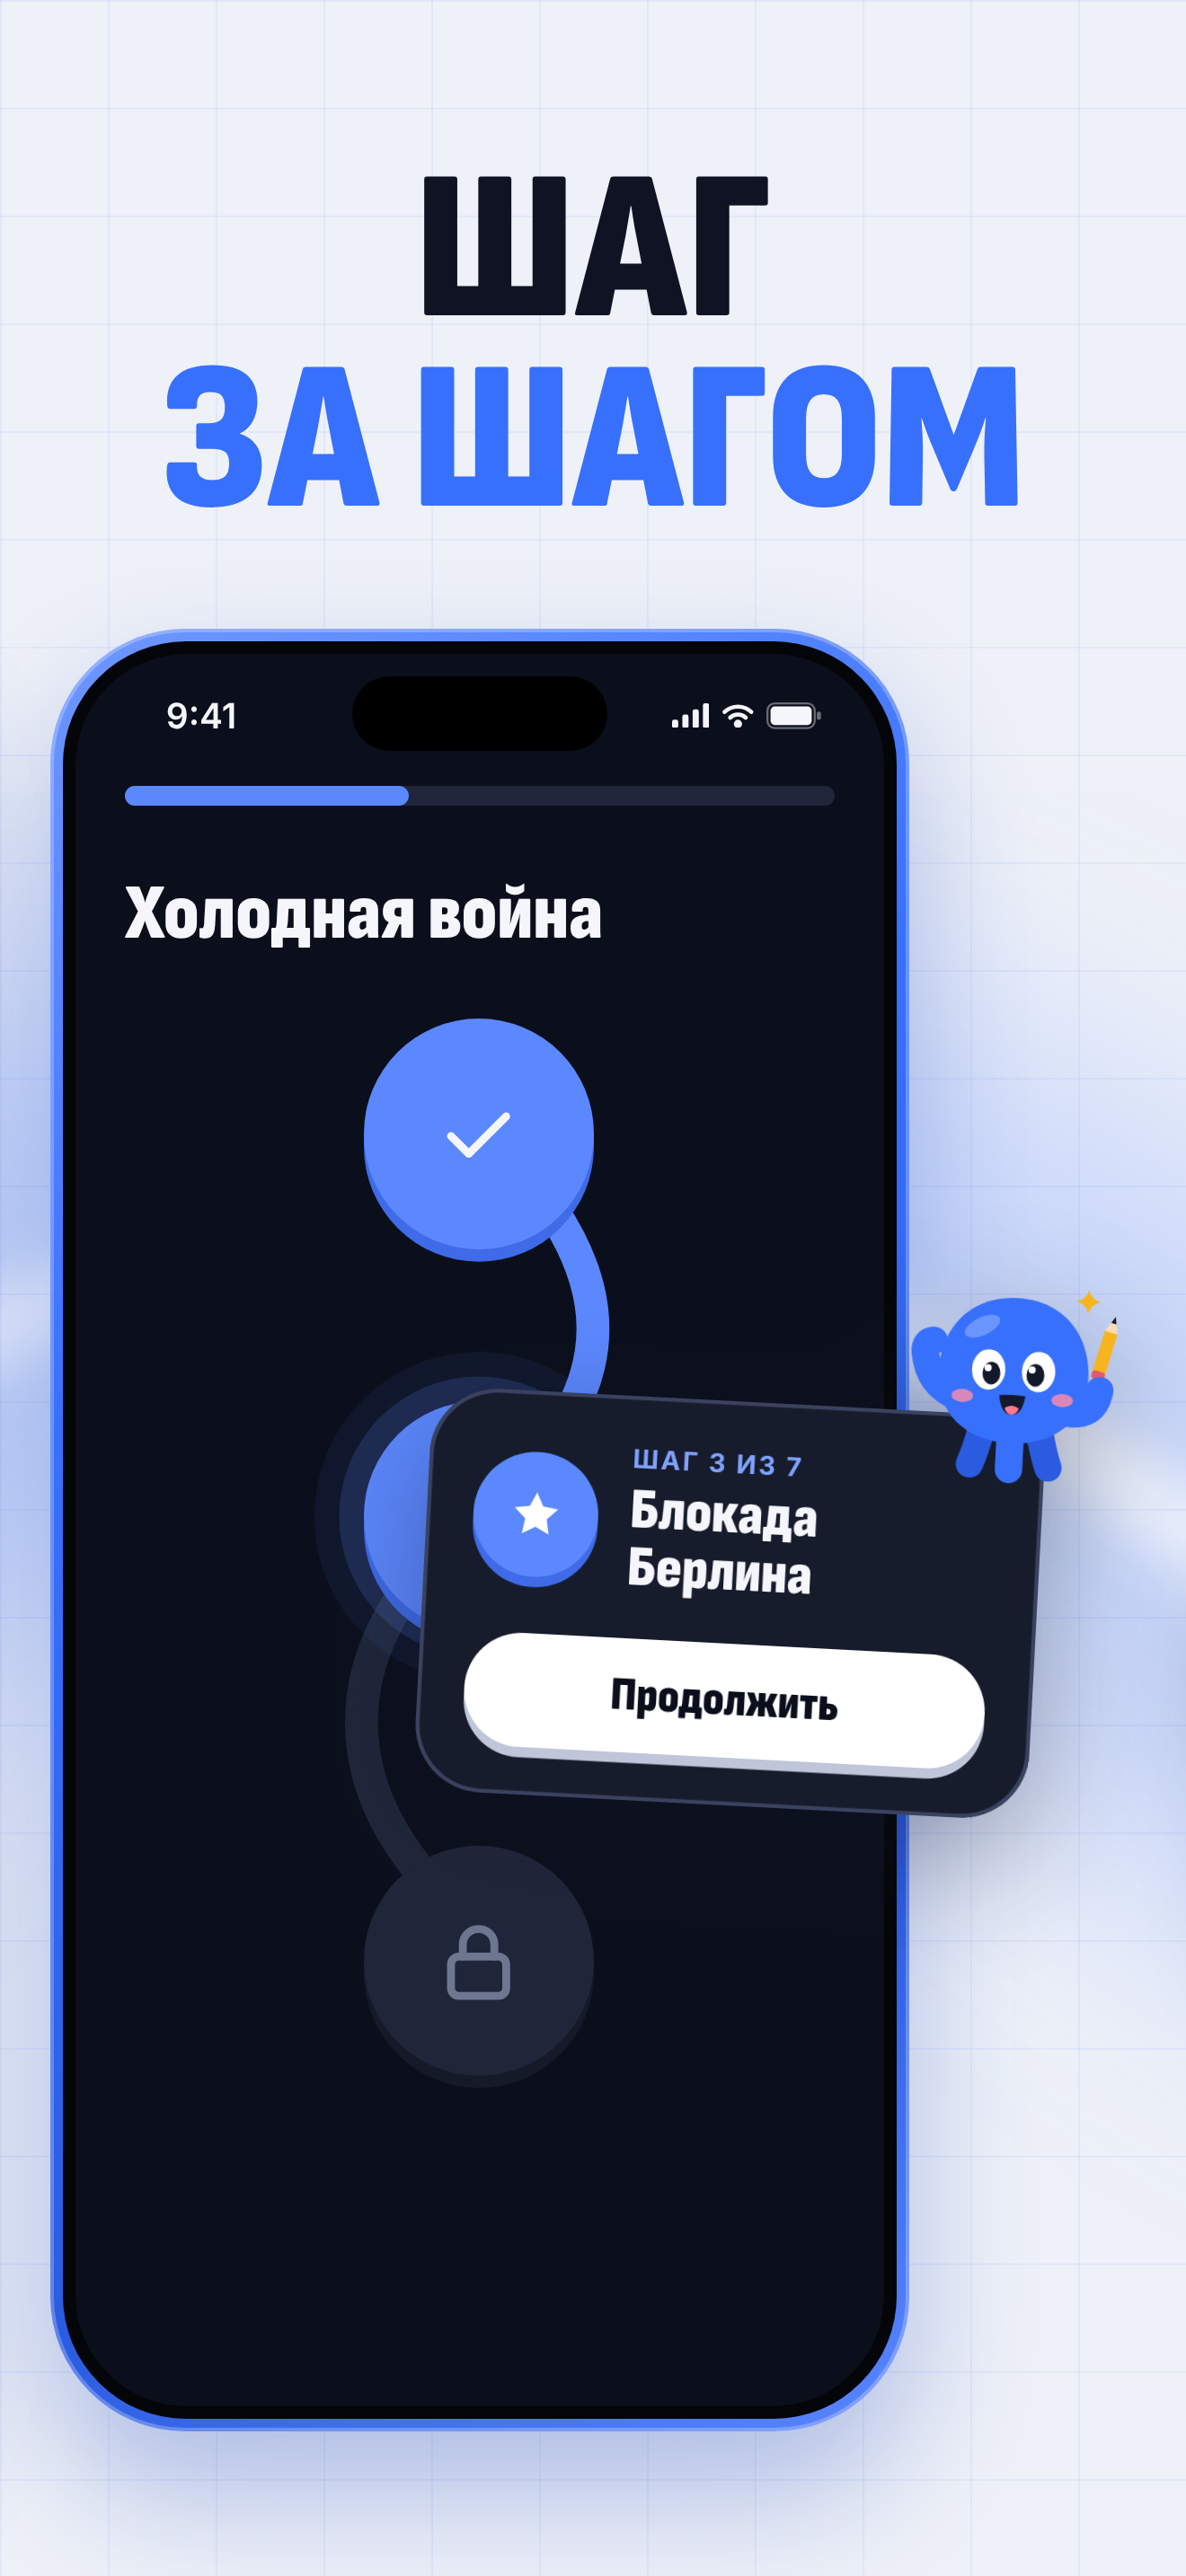 ШАГ
ЗА ШАГОМ
9:41
Холодная война
ШАГ 3 ИЗ 7
Блокада
Берлина
Продолжить